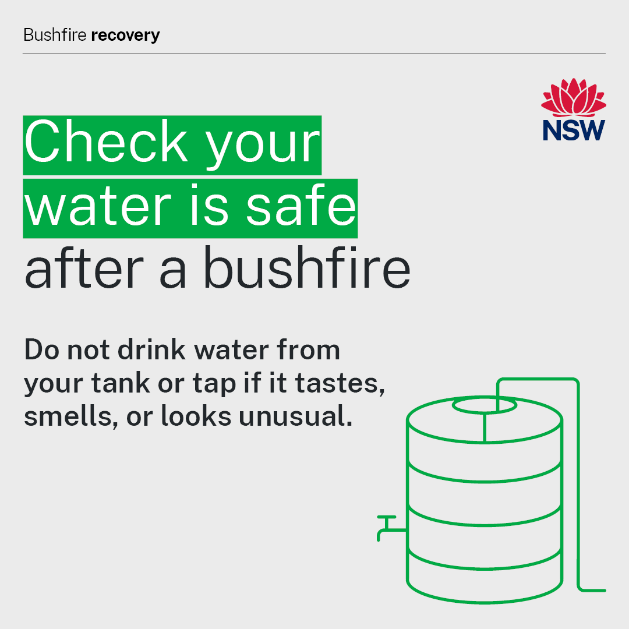 Bushfire recovery
NSW
Check your
water is safe
after a bushfire
Do not drink water from
your tank or tap if it tastes,
smells, or looks unusual.